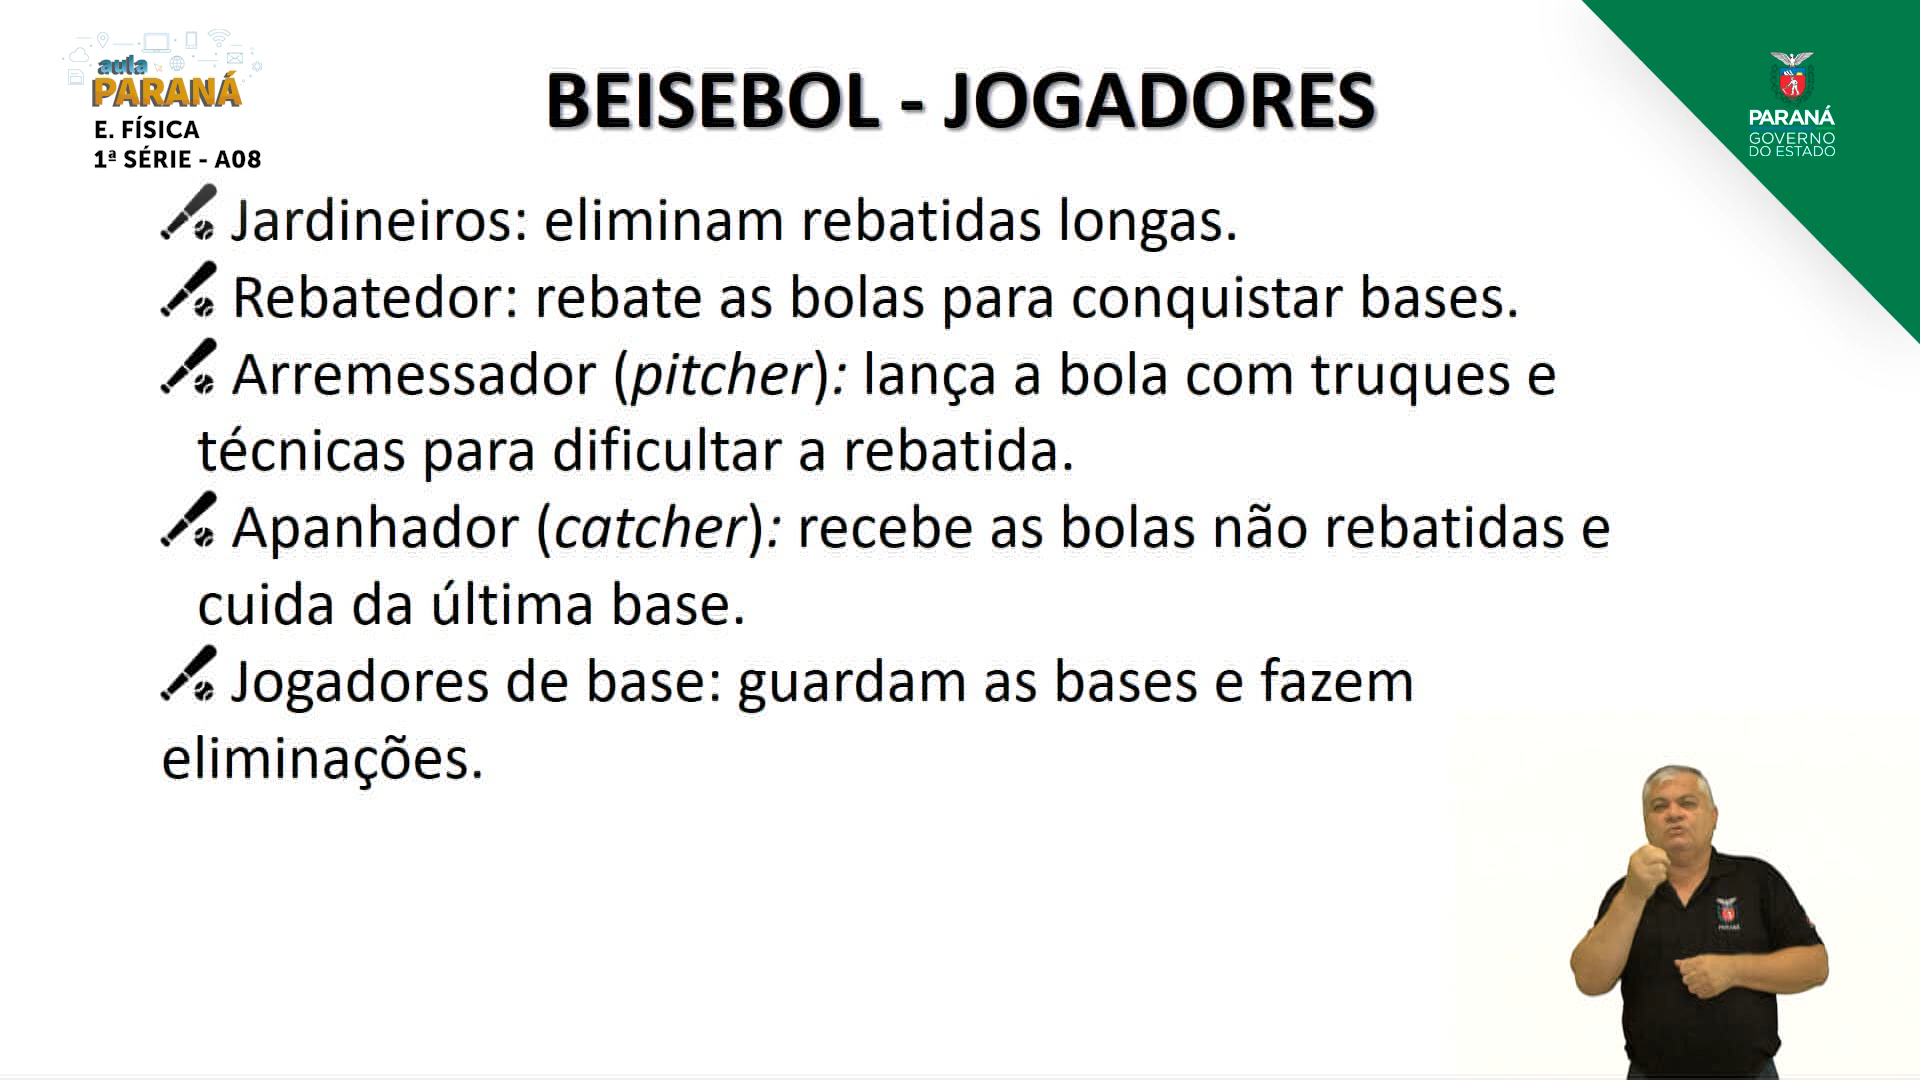 aula
PARANÁ
E. FÍSICA
1ª SÉRIE - A08
BEISEBOL - JOGADORES
PARANÁ
GOVERNO
DO ESTADO
Jardineiros: eliminam rebatidas longas.
Rebatedor: rebate as bolas para conquistar bases.
Arremessador (pitcher): lança a bola com truques e
técnicas para dificultar a rebatida.
Apanhador (catcher): recebe as bolas não rebatidas e
cuida da última base.
Jogadores de base: guardam as bases e fazem
eliminações.